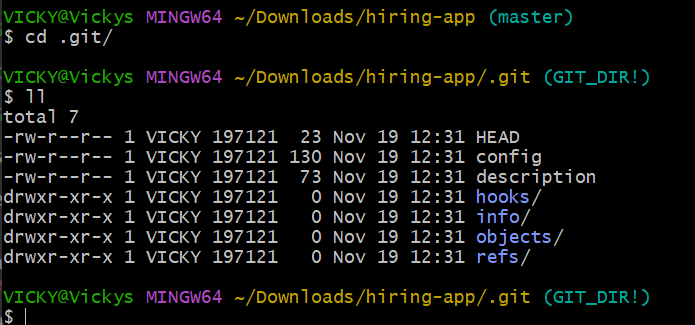 VICKY@Vickys MINGW64 ~/Downloads/hiring-app (master)
$ cd .git/
VICKY@Vickys MINGW64 ~/Downloads/hiring-app/.git (GIT_DIR!)
$ ll
total 7
-rw-r--r-- 1 VICKY 197121  23 Nov 19 12:31 HEAD
-rw-r--r-- 1 VICKY 197121 130 Nov 19 12:31 config
-rw-r--r-- 1 VICKY 197121  73 Nov 19 12:31 description
drwxr-xr-x 1 VICKY 197121   0 Nov 19 12:31 hooks/
drwxr-xr-x 1 VICKY 197121   0 Nov 19 12:31 info/
drwxr-xr-x 1 VICKY 197121   0 Nov 19 12:31 objects/
drwxr-xr-x 1 VICKY 197121   0 Nov 19 12:31 refs/
VICKY@Vickys MINGW64 ~/Downloads/hiring-app/.git (GIT_DIR!)
$